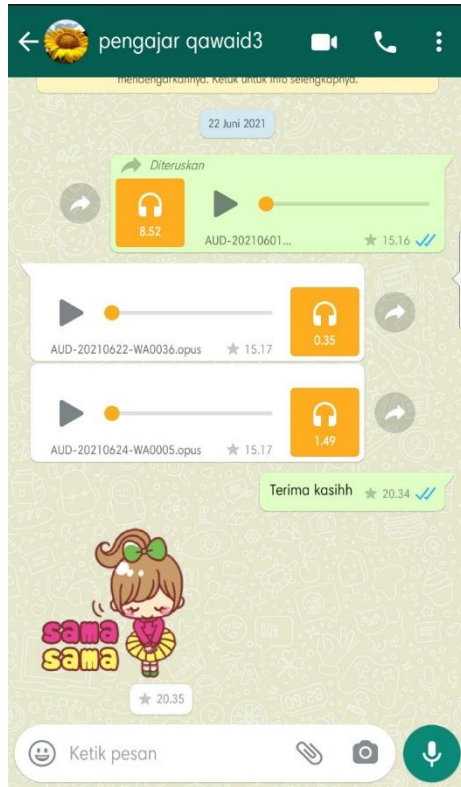 pengajar qawaid3
mendengarkannya. Ketuk untuk info selengkapnya.
22 Juni 2021
Diteruskan
8.52
AUD-20210601... 15.16
0.35
AUD-20210622-WA0036.opus 15.17
1.49
AUD-20210624-WA0005.opus 15.17
Terima kasihh 20.34
sama
sama
20.35
Ketik pesan